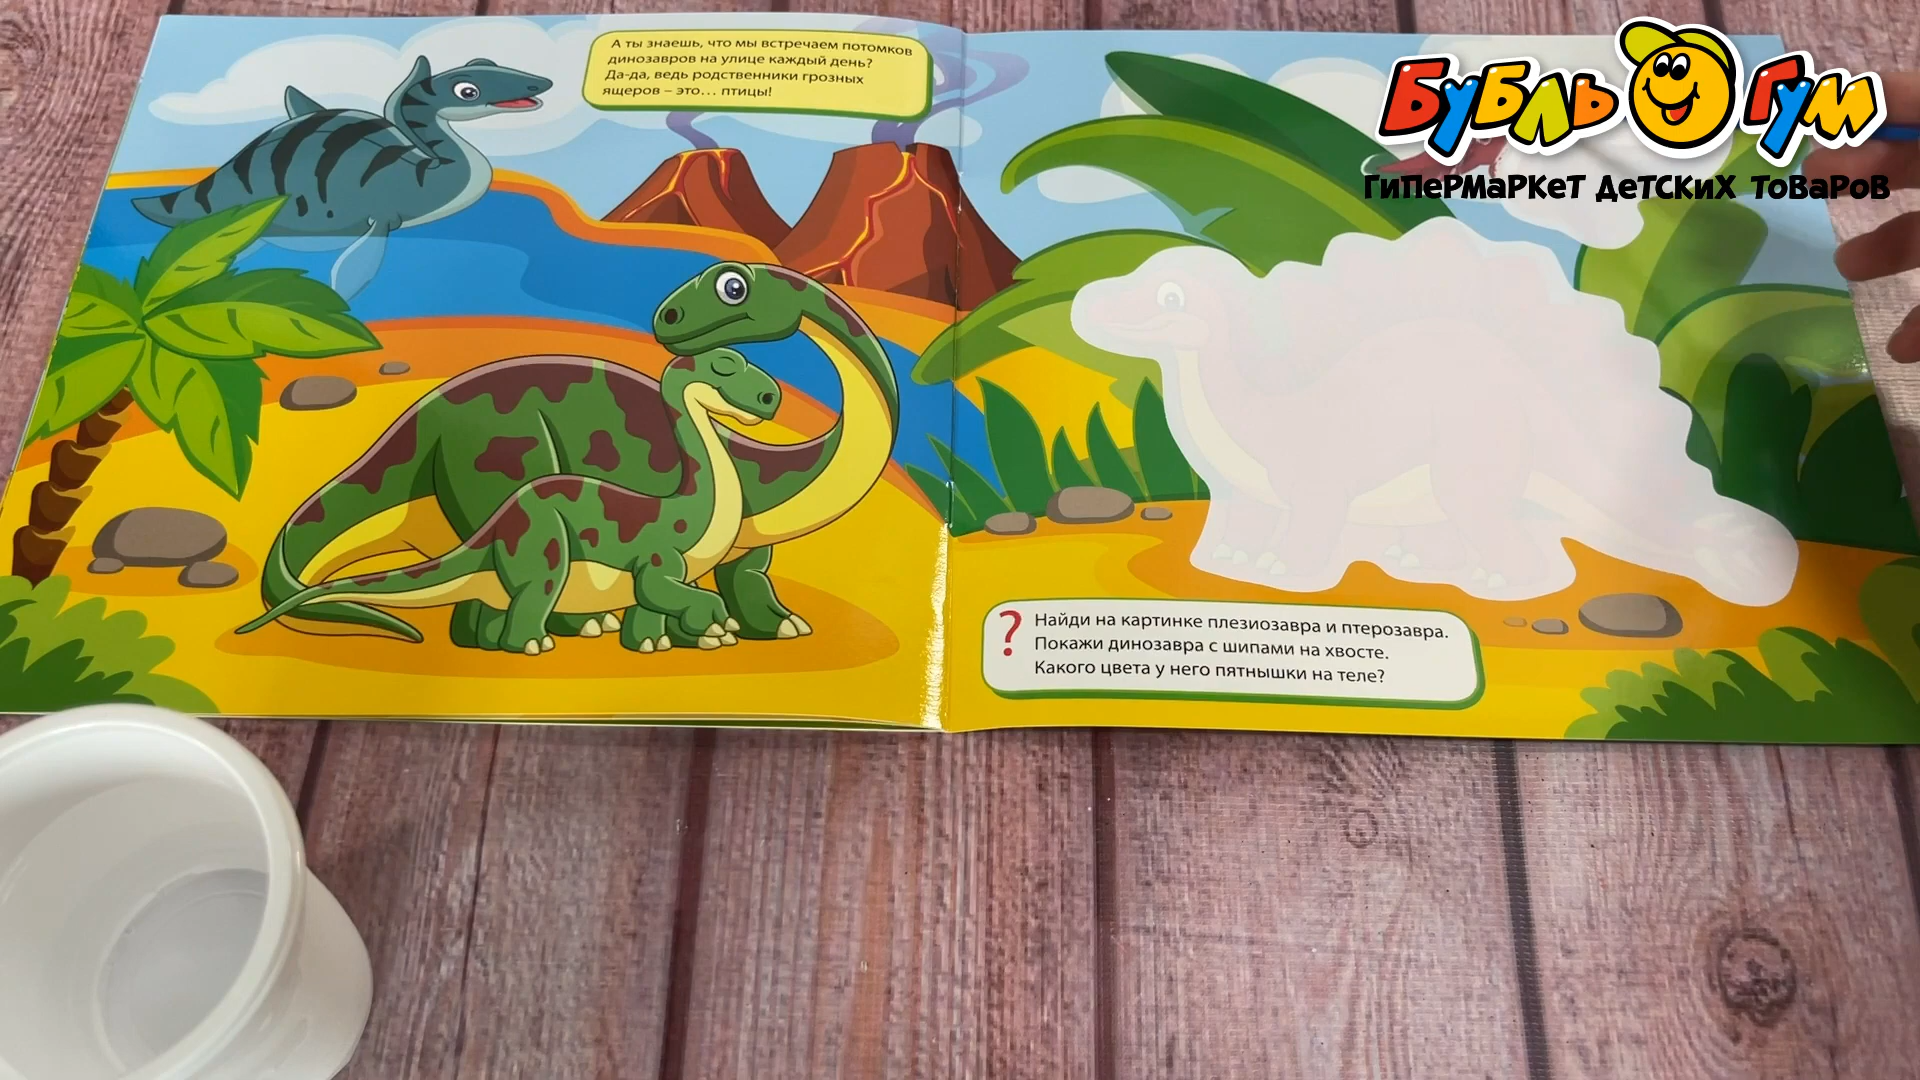 А ты знаешь, что мы встречаем потомков
динозавров на улице каждый день?
Да-да, ведь родственники грозных
ящеров – это... птицы!
Бубль Гум
гипермаркет детских товаров
? Найди на картинке плезиозавра и птерозавра.
Покажи динозавра с шипами на хвосте.
Какого цвета у него пятнышки на теле?